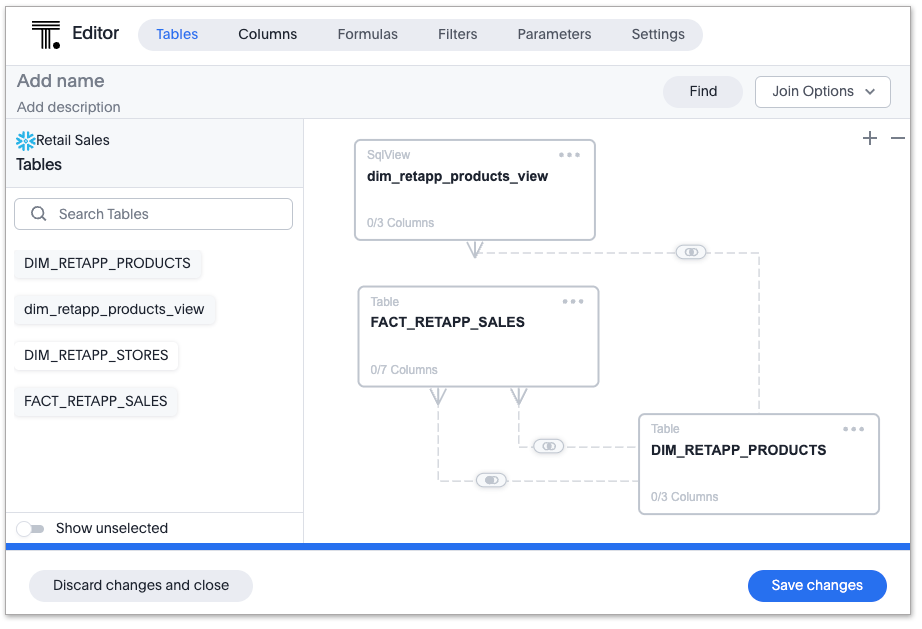 Editor
Tables Columns Formulas Filters Parameters Settings
Add name
Add description
Find
Join Options
Retail Sales
Tables
Search Tables
DIM_RETAPP_PRODUCTS
dim_retapp_products_view
DIM_RETAPP_STORES
FACT_RETAPP_SALES
Show unselected
SqlView
dim_retapp_products_view
0/3 Columns
Table
FACT_RETAPP_SALES
0/7 Columns
Table
DIM_RETAPP_PRODUCTS
0/3 Columns
Discard changes and close
Save changes